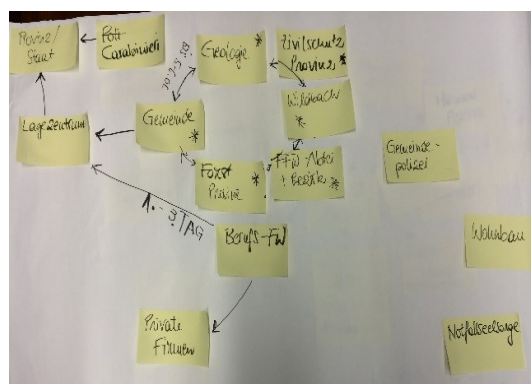 Provinz/
Staat
Carabinieri
Geologie *
Zivilschutz
Provinz *
Lagezentrum
Gemeinde
*
Wildbach
*
Forst
Provinz *
FFW-
+ Bezirk *
Gemeinde-
polizei
1. - 3. TAG
Berufs-FW
Wohnbau
Private
Firmen
Notfallseelsorge